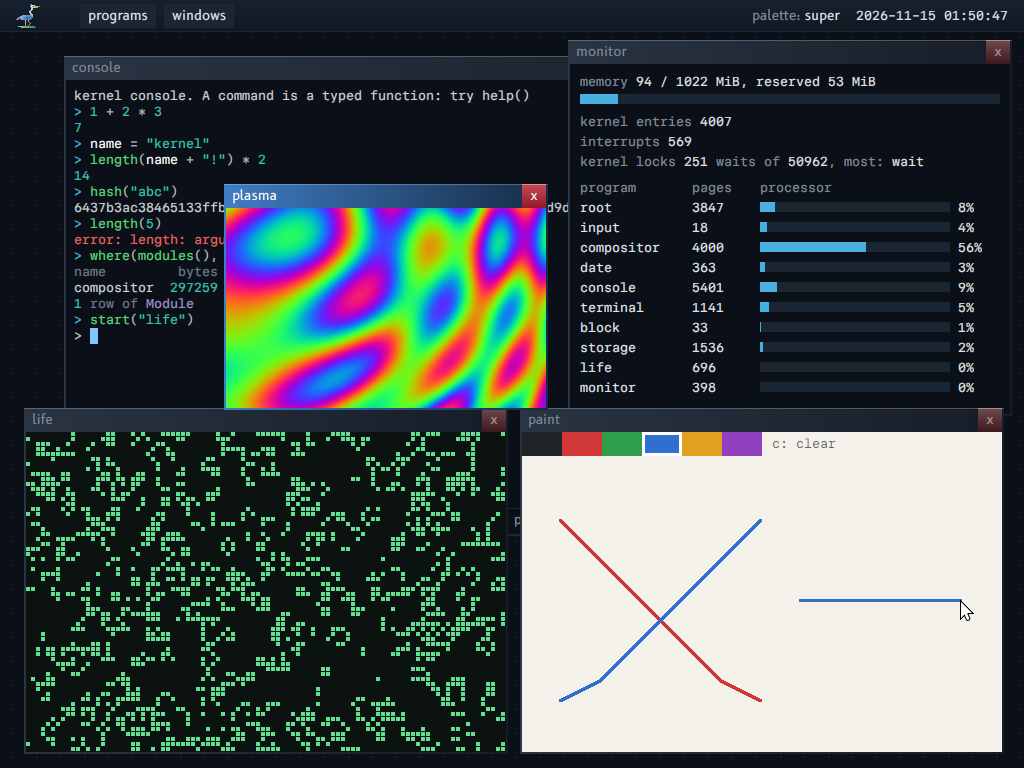 programs windows palette: super 2026-11-15 01:50:47
console
kernel console. A command is a typed function: try help()
> 1 + 2 * 3
7
> name = "kernel"
> length(name + "!") * 2
14
> hash("abc")
6437b3ac38465133ffb
d9d
> length(5)
error: length: argu
> where(modules(),
name bytes
compositor 297259
1 row of Module
> start("life")
>
monitor x
memory 94 / 1022 MiB, reserved 53 MiB
kernel entries 4007
interrupts 569
kernel locks 251 waits of 50962, most: wait
program pages processor
root 3847 8%
input 18 4%
compositor 4000 56%
date 363 3%
console 5401 9%
terminal 1141 5%
block 33 1%
storage 1536 2%
life 696 0%
monitor 398 0%
plasma x
life x
p
paint x
c: clear